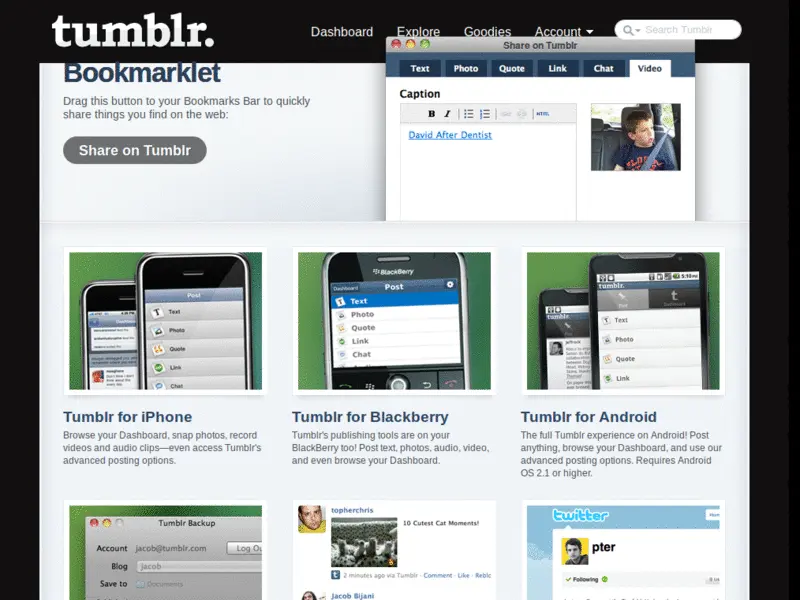 tumblr.
Dashboard
Explore
Goodies
Account
Search Tumblr
Bookmarklet
Drag this button to your Bookmarks Bar to quickly
share things you find on the web:
Share on Tumblr
Share on Tumblr
Text
Photo
Quote
Link
Chat
Video
Caption
B I HTML
David After Dentist
Post
Text
Photo
Quote
Link
Chat
BlackBerry
Dashboard
Post
Text
Photo
Quote
Link
Chat
tumblr.
Text
Photo
Quote
Link
Tumblr for iPhone
Browse your Dashboard, snap photos, record
videos and audio clips—even access Tumblr's
advanced posting options.
Tumblr for Blackberry
Tumblr's publishing tools are on your
BlackBerry too! Post text, photos, audio, video,
and even browse your Dashboard.
Tumblr for Android
The full Tumblr experience on Android! Post
anything, browse your Dashboard, and use our
advanced posting options. Requires Android
OS 2.1 or higher.
Tumblr Backup
Account jacob@tumblr.com Log Ou
Blog jacob
Save to Documents
topherchris
10 Cutest Cat Moments!
2 minutes ago via Tumblr · Comment · Like · Reblo
Jacob Bijani
twitter
pter
Following